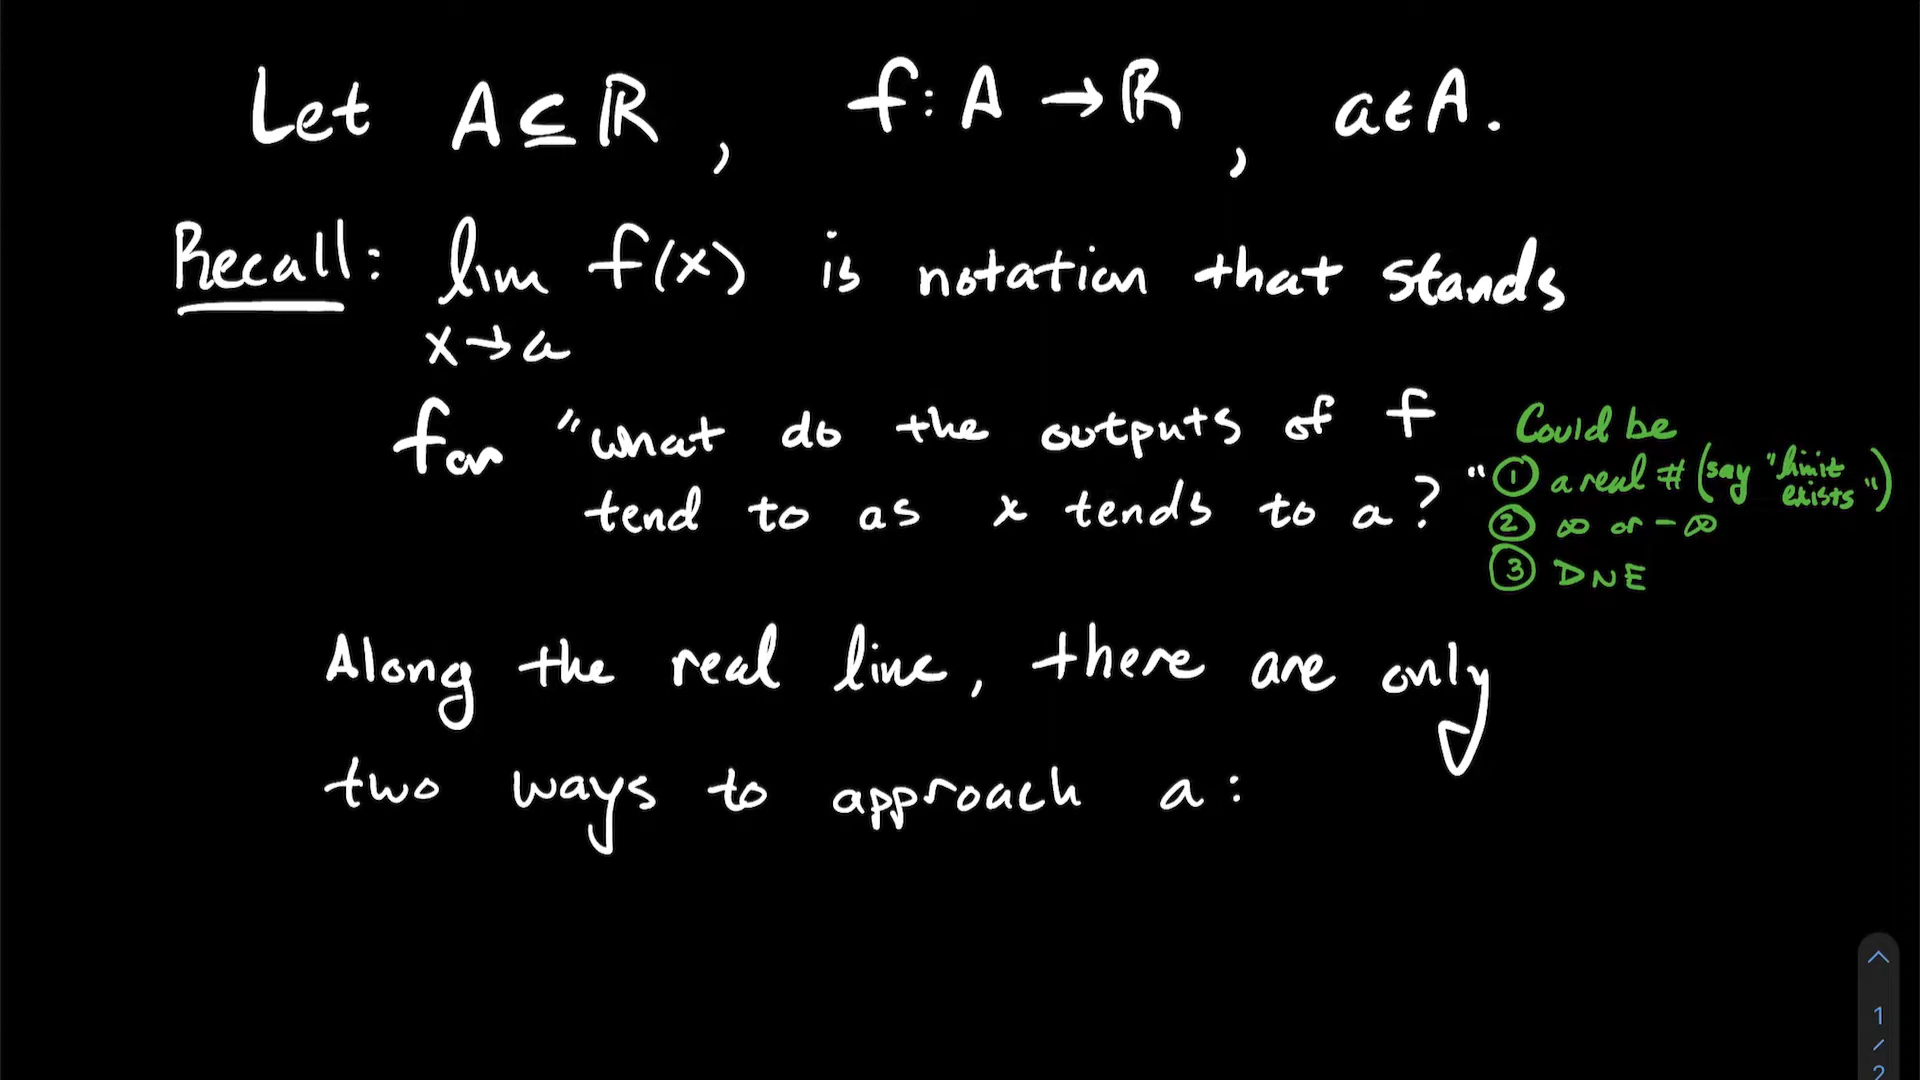 Let A ⊆ ℝ, f: A → ℝ, a ∈ A.
Recall: lim f(x) is notation that stands
x→a
for "what do the outputs of f
tend to as x tends to a?"
Could be
① a real # (say "limit
exists")
② ∞ or -∞
③ DNE
Along the real line, there are only
two ways to approach a:
1
/
2